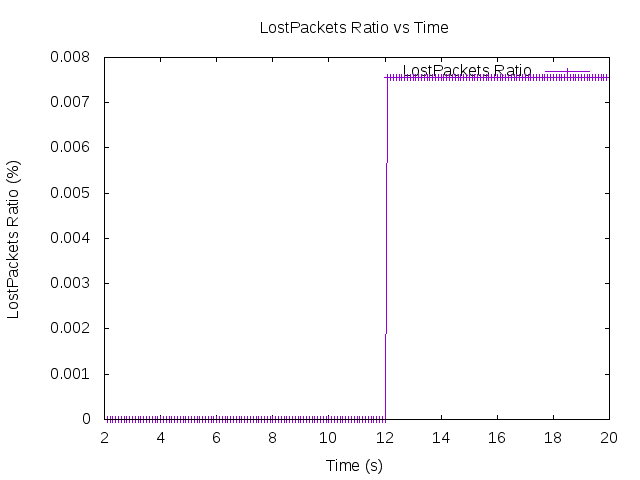 LostPackets Ratio vs Time
LostPackets Ratio
0.008
0.007
0.006
0.005
0.004
0.003
0.002
0.001
0
LostPackets Ratio (%)
2 4 6 8 10 12 14 16 18 20
Time (s)